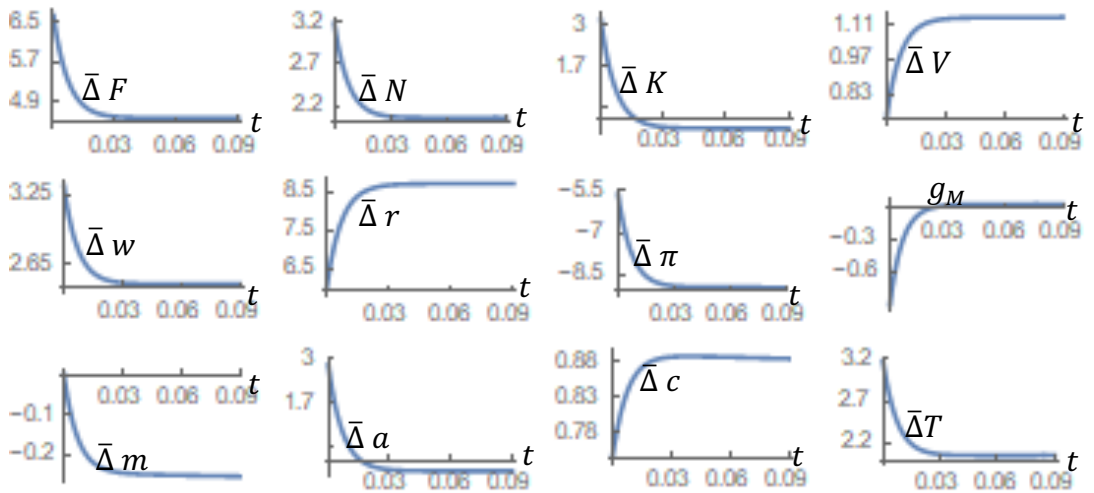 6.5 5.7 4.9 Δ̄ F t 0.03 0.06 0.09
3.2 2.7 2.2 Δ̄ N t 0.03 0.06 0.09
3 1.7 Δ̄ K t 0.03 0.06 0.09
1.11 0.97 0.83 Δ̄ V t 0.03 0.06 0.09
3.25 2.65 Δ̄ w t 0.03 0.06 0.09
8.5 7.5 6.5 Δ̄ r t 0.03 0.06 0.09
−5.5 −7 −8.5 Δ̄ π t 0.03 0.06 0.09
−0.3 −0.6 g_M t 0.03 0.06 0.09
−0.1 −0.2 Δ̄ m t 0.03 0.06 0.09
3 1.7 Δ̄ a t 0.03 0.06 0.09
0.88 0.83 0.78 Δ̄ c t 0.03 0.06 0.09
3.2 2.7 2.2 Δ̄T t 0.03 0.06 0.09